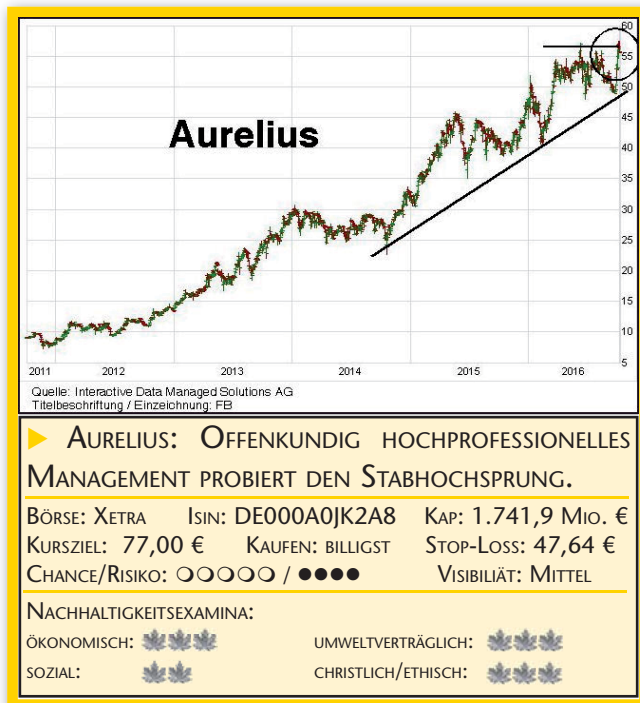 60
55
Aurelius
50
45
40
35
30
25
20
15
10
5
2011 2012 2013 2014 2015 2016
Quelle: Interactive Data Managed Solutions AG
Titelbeschriftung / Einzeichnung: FB
▶ AURELIUS: OFFENKUNDIG HOCHPROFESSIONELLES
MANAGEMENT PROBIERT DEN STABHOCHSPRUNG.
BÖRSE: XETRA ISIN: DE000A0JK2A8 KAP: 1.741,9 MIO. €
KURSZIEL: 77,00 € KAUFEN: BILLIGST STOP-LOSS: 47,64 €
CHANCE/RISIKO: ❍❍❍❍❍ / ●●●● VISIBILIÄT: MITTEL
NACHHALTIGKEITSEXAMINA:
ÖKONOMISCH: UMWELTVERTRÄGLICH:
SOZIAL: CHRISTLICH/ETHISCH: